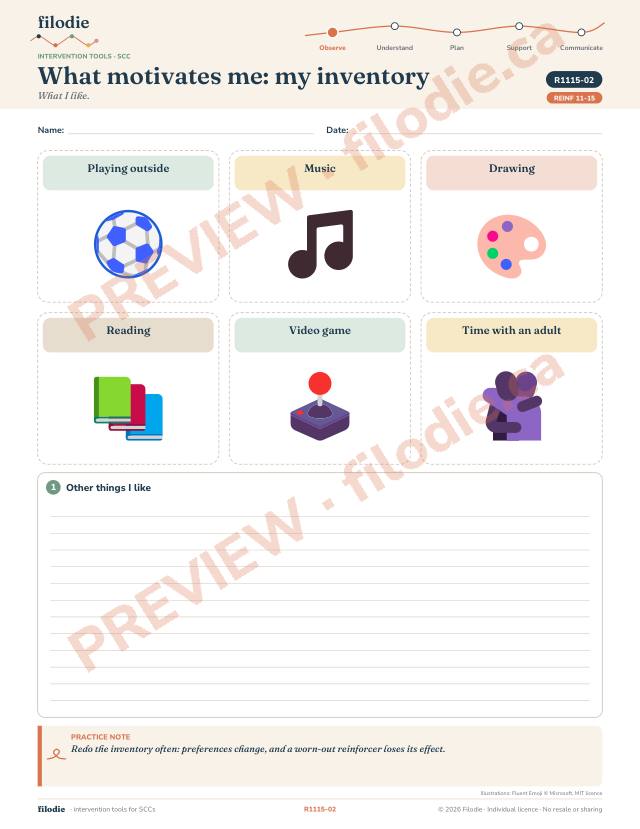 filodie
INTERVENTION TOOLS · SCC
Observe Understand Plan Support Communicate
What motivates me: my inventory
What I like.
R1115-02
REINF 11-15
Name: Date:
Playing outside Music Drawing
Reading Video game Time with an adult
1 Other things I like
PRACTICE NOTE
Redo the inventory often: preferences change, and a worn-out reinforcer loses its effect.
Illustrations: Fluent Emoji © Microsoft, MIT licence
filodie · intervention tools for SCCs R1115-02 © 2026 Filodie · Individual licence · No resale or sharing
PREVIEW · filodie.ca
PREVIEW · filodie.ca